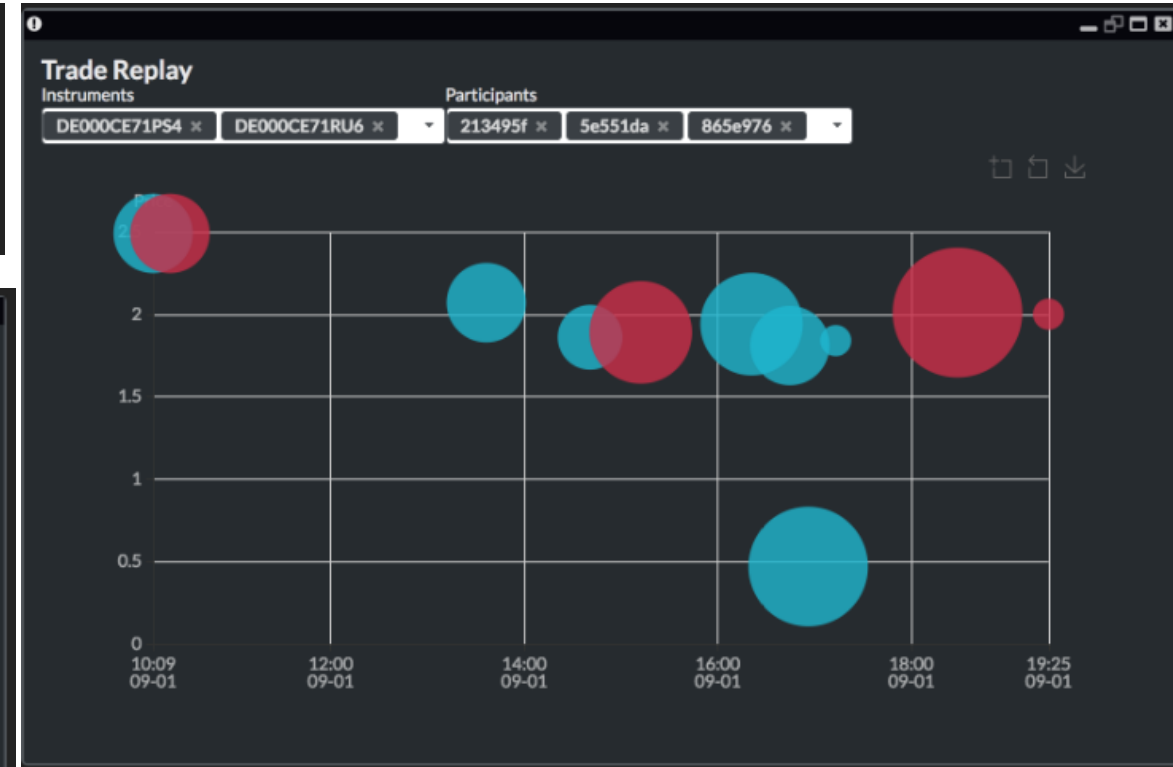 Trade Replay
Instruments Participants
DE000CE71PS4 × DE000CE71RU6 × 213495f × 5e551da × 865e976 ×
2
1.5
1
0.5
0
10:09 12:00 14:00 16:00 18:00 19:25
09-01 09-01 09-01 09-01 09-01 09-01